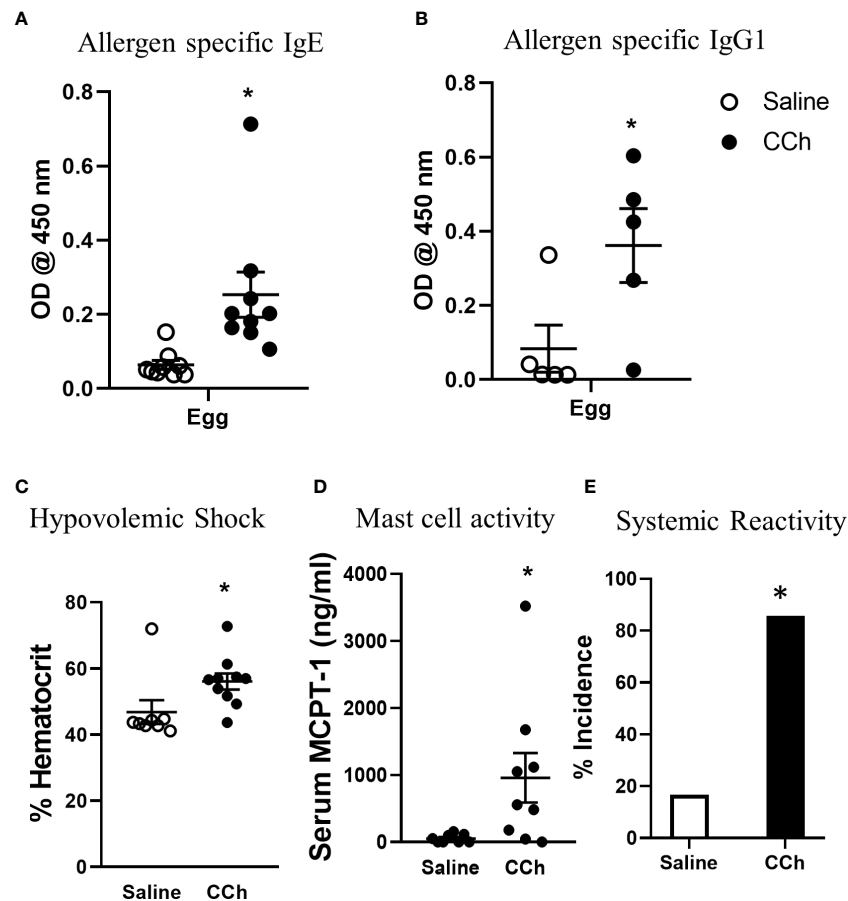 A
Allergen specific IgE
*
0.8
0.6
0.4
0.2
0.0
OD @ 450 nm
Egg
B
Allergen specific IgG1
*
0.8
0.6
0.4
0.2
0.0
OD @ 450 nm
Egg
Saline
CCh
C
Hypovolemic Shock
*
80
60
40
20
0
% Hematocrit
Saline CCh
D
Mast cell activity
*
4000
3000
2000
1000
0
Serum MCPT-1 (ng/ml)
Saline CCh
E
Systemic Reactivity
*
100
80
60
40
20
0
% Incidence
Saline CCh